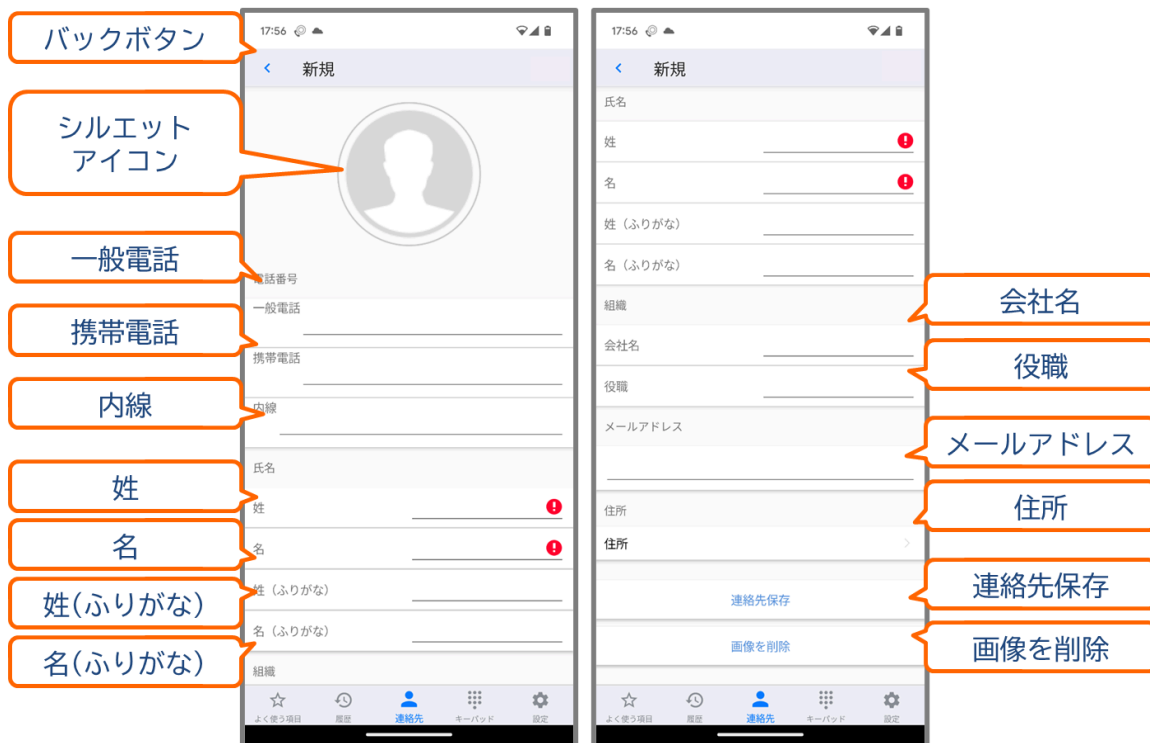 バックボタン
シルエット
アイコン
一般電話
携帯電話
内線
姓
名
姓(ふりがな)
名(ふりがな)
17:56
新規
電話番号
一般電話
携帯電話
内線
氏名
姓
名
姓（ふりがな）
名（ふりがな）
組織
よく使う項目
履歴
連絡先
キーパッド
設定
17:56
新規
氏名
姓
名
姓（ふりがな）
名（ふりがな）
組織
会社名
役職
メールアドレス
住所
住所
連絡先保存
画像を削除
よく使う項目
履歴
連絡先
キーパッド
設定
会社名
役職
メールアドレス
住所
連絡先保存
画像を削除